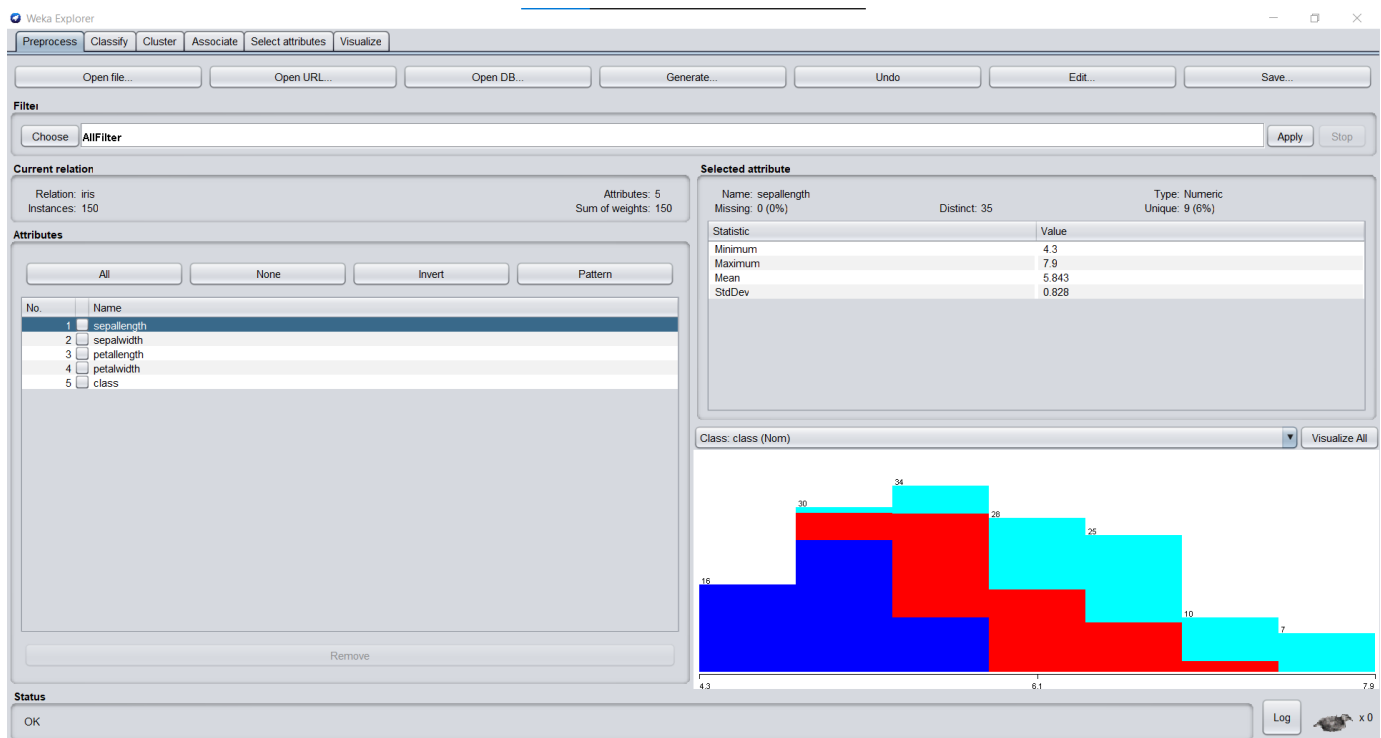 Weka Explorer
Preprocess Classify Cluster Associate Select attributes Visualize
Open file... Open URL... Open DB... Generate... Undo Edit... Save...
Filter
Choose AllFilter Apply Stop
Current relation
Relation: iris Attributes: 5
Instances: 150 Sum of weights: 150
Attributes
All None Invert Pattern
No. Name
1 sepallength
2 sepalwidth
3 petallength
4 petalwidth
5 class
Remove
Selected attribute
Name: sepallength Type: Numeric
Missing: 0 (0%) Distinct: 35 Unique: 9 (6%)
Statistic Value
Minimum 4.3
Maximum 7.9
Mean 5.843
StdDev 0.828
Class: class (Nom) Visualize All
34
30
28
25
16
10
7
4.3 6.1 7.9
Status
OK Log x 0